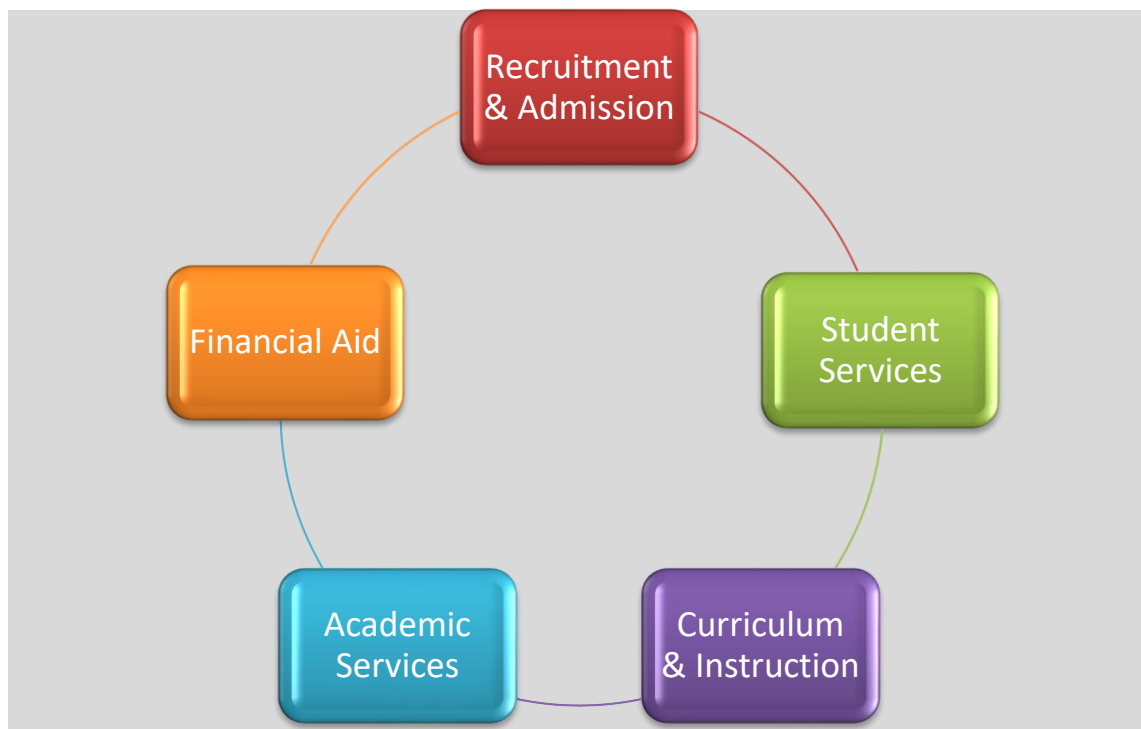 Recruitment
& Admission
Financial Aid
Student
Services
Academic
Services
Curriculum
& Instruction